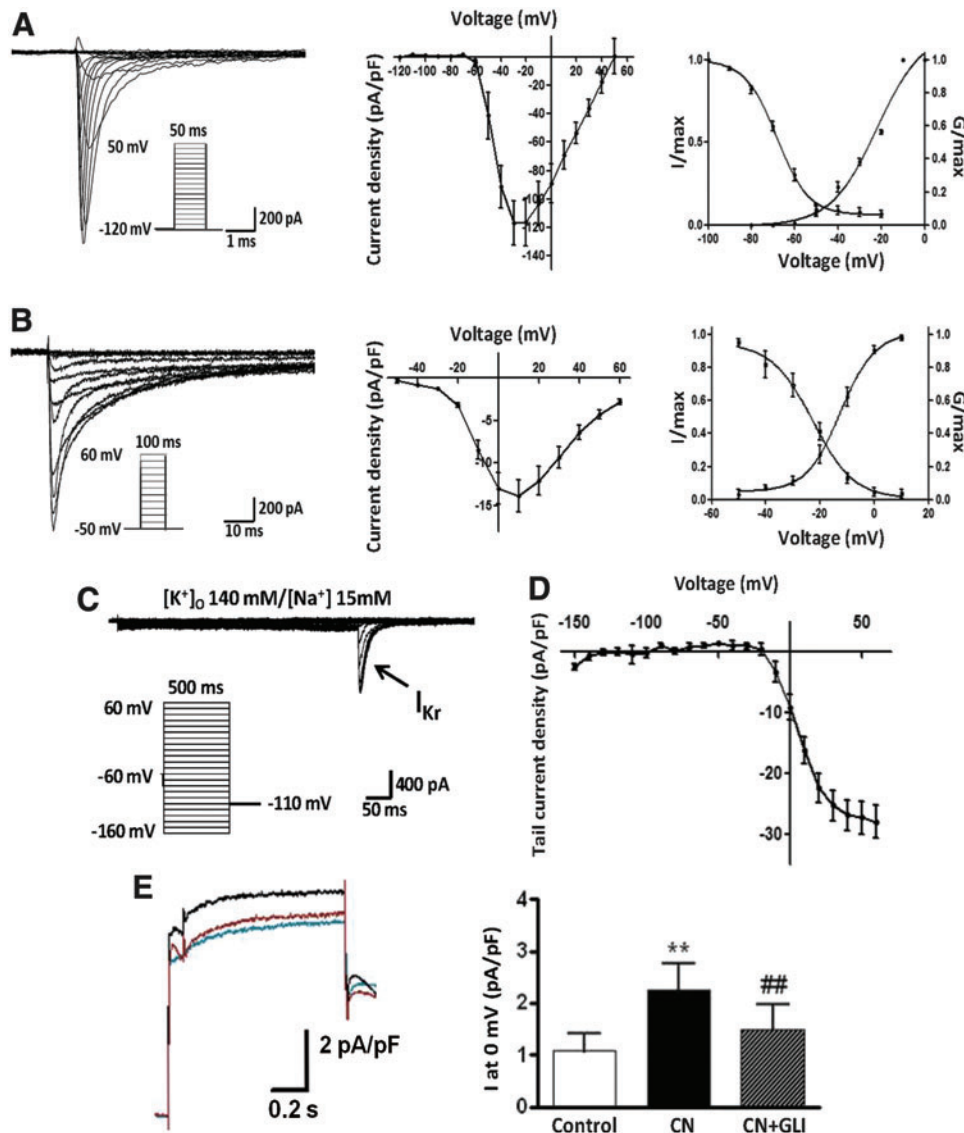 A
50 mV
50 ms
-120 mV
200 pA
1 ms
Voltage (mV)
-120 -100 -80 -60 -40 -20 0 20 40 60
-20
-40
-60
-80
-100
-120
-140
Current density (pA/pF)
1.0
0.5
0.0
I/max
1.0
0.8
0.6
0.4
0.2
0.0
G/max
-100 -80 -60 -40 -20 0
Voltage (mV)
B
60 mV
100 ms
-50 mV
200 pA
10 ms
Voltage (mV)
-40 -20 0 20 40 60
-5
-10
-15
Current density (pA/pF)
1.0
0.8
0.6
0.4
0.2
0.0
I/max
1.0
0.8
0.6
0.4
0.2
0.0
G/max
-60 -40 -20 0 20
Voltage (mV)
C
[K+]O 140 mM/[Na+] 15mM
IKr
500 ms
60 mV
-60 mV
-110 mV
-160 mV
400 pA
50 ms
D
Voltage (mV)
-150 -100 -50 50
-10
-20
-30
Tail current density (pA/pF)
E
2 pA/pF
0.2 s
I at 0 mV (pA/pF)
4
3
2
1
0
**
##
Control CN CN+GLI